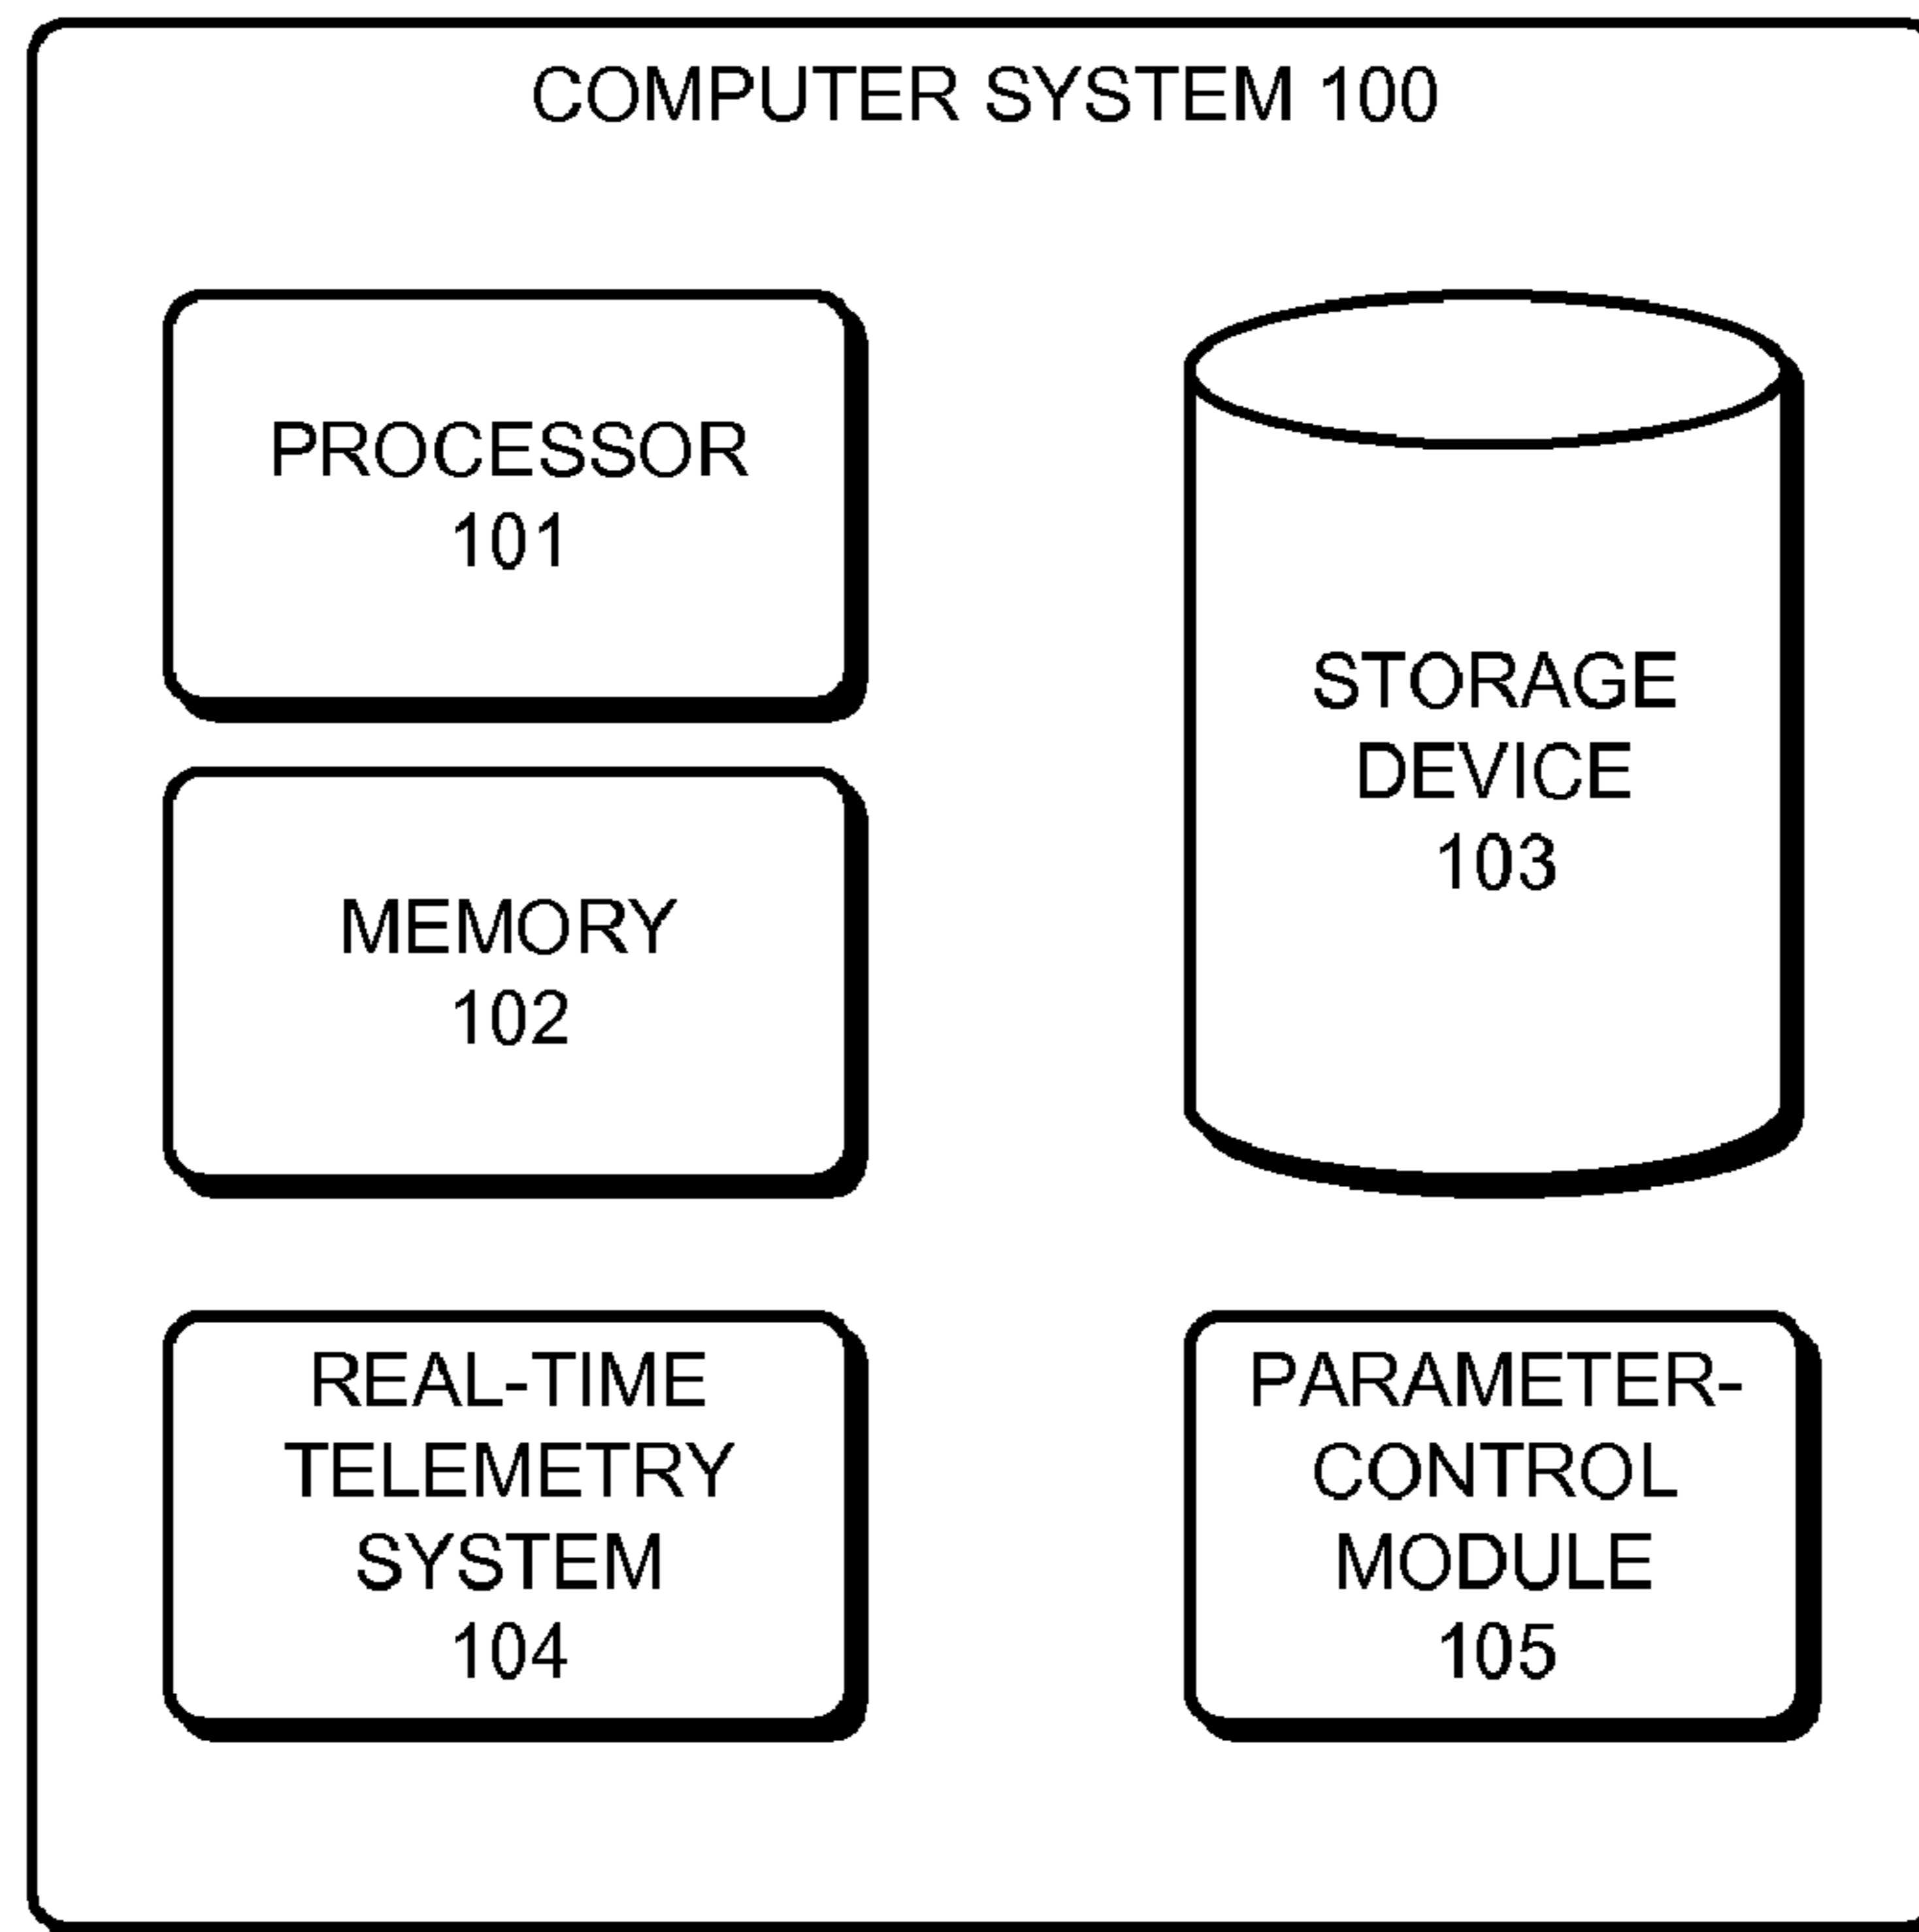 COMPUTER SYSTEM 100
PROCESSOR
101
MEMORY
102
STORAGE
DEVICE
103
REAL-TIME
TELEMETRY
SYSTEM
104
PARAMETER-
CONTROL
MODULE
105